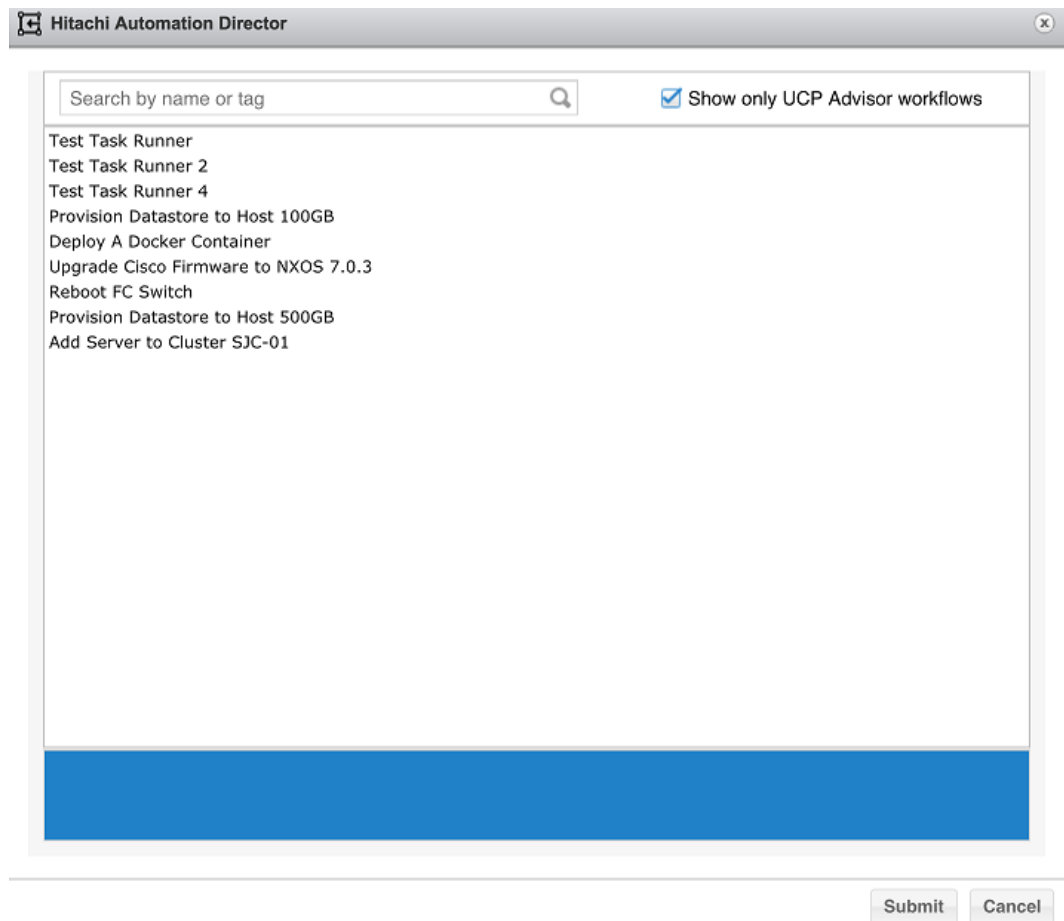 Hitachi Automation Director
Search by name or tag
Show only UCP Advisor workflows
Test Task Runner
Test Task Runner 2
Test Task Runner 4
Provision Datastore to Host 100GB
Deploy A Docker Container
Upgrade Cisco Firmware to NXOS 7.0.3
Reboot FC Switch
Provision Datastore to Host 500GB
Add Server to Cluster SJC-01
Submit
Cancel